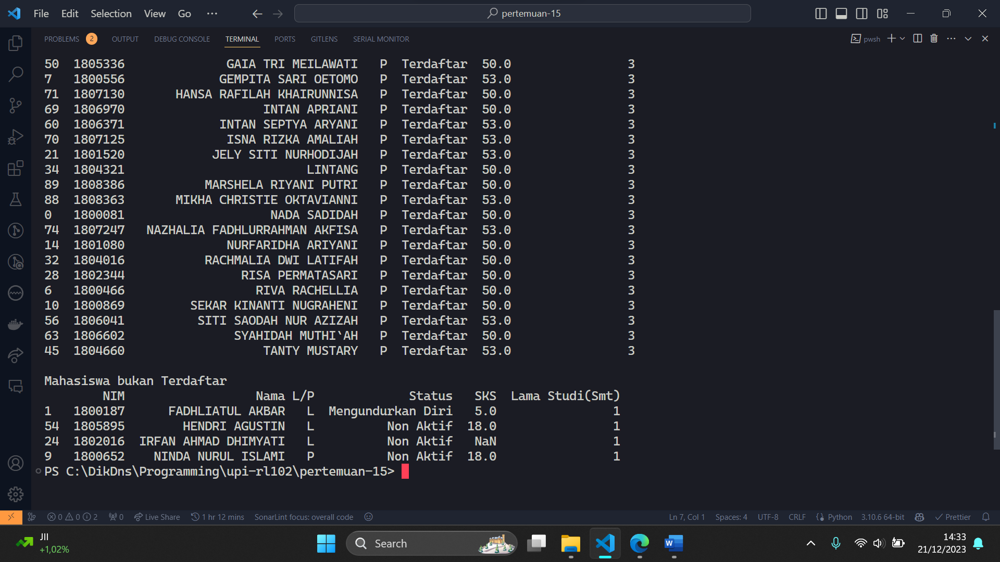 File Edit Selection View Go ··· pertemuan-15
PROBLEMS 2 OUTPUT DEBUG CONSOLE TERMINAL PORTS GITLENS SERIAL MONITOR pwsh
50 1805336 GAIA TRI MEILAWATI P Terdaftar 50.0 3
7 1800556 GEMPITA SARI OETOMO P Terdaftar 53.0 3
71 1807130 HANSA RAFILAH KHAIRUNNISA P Terdaftar 50.0 3
69 1806970 INTAN APRIANI P Terdaftar 50.0 3
60 1806371 INTAN SEPTYA ARYANI P Terdaftar 53.0 3
70 1807125 ISNA RIZKA AMALIAH P Terdaftar 53.0 3
21 1801520 JELY SITI NURHODIJAH P Terdaftar 53.0 3
34 1804321 LINTANG P Terdaftar 50.0 3
89 1808386 MARSHELA RIYANI PUTRI P Terdaftar 50.0 3
88 1808363 MIKHA CHRISTIE OKTAVIANNI P Terdaftar 53.0 3
0 1800081 NADA SADIDAH P Terdaftar 50.0 3
74 1807247 NAZHALIA FADHLURRAHMAN AKFISA P Terdaftar 53.0 3
14 1801080 NURFARIDHA ARIYANI P Terdaftar 50.0 3
32 1804016 RACHMALIA DWI LATIFAH P Terdaftar 50.0 3
28 1802344 RISA PERMATASARI P Terdaftar 50.0 3
6 1800466 RIVA RACHELLIA P Terdaftar 50.0 3
10 1800869 SEKAR KINANTI NUGRAHENI P Terdaftar 50.0 3
56 1806041 SITI SAODAH NUR AZIZAH P Terdaftar 53.0 3
63 1806602 SYAHIDAH MUTHI`AH P Terdaftar 50.0 3
45 1804660 TANTY MUSTARY P Terdaftar 53.0 3
Mahasiswa bukan Terdaftar
NIM Nama L/P Status SKS Lama Studi(Smt)
1 1800187 FADHLIATUL AKBAR L Mengundurkan Diri 5.0 1
54 1805895 HENDRI AGUSTIN L Non Aktif 18.0 1
24 1802016 IRFAN AHMAD DHIMYATI L Non Aktif NaN 1
9 1800652 NINDA NURUL ISLAMI P Non Aktif 18.0 1
PS C:\DikDns\Programming\upi-rl102\pertemuan-15>
0 0 2 0 Live Share 1 hr 12 mins SonarLint focus: overall code Ln 7, Col 1 Spaces: 4 UTF-8 CRLF Python 3.10.6 64-bit Prettier
JII
+1,02%
Search
14:33
21/12/2023